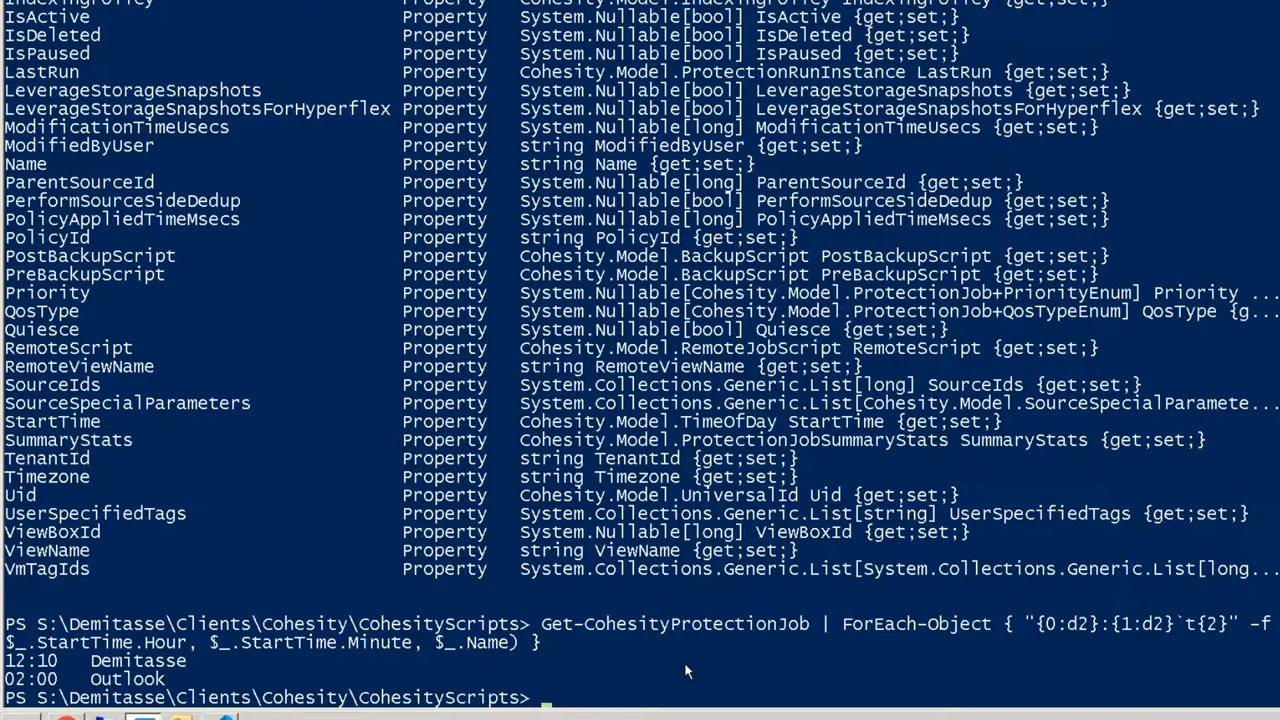 IndexingPolicy Property Cohesity.Model.IndexingPolicy IndexingPolicy {get;set;}
IsActive Property System.Nullable[bool] IsActive {get;set;}
IsDeleted Property System.Nullable[bool] IsDeleted {get;set;}
IsPaused Property System.Nullable[bool] IsPaused {get;set;}
LastRun Property Cohesity.Model.ProtectionRunInstance LastRun {get;set;}
LeverageStorageSnapshots Property System.Nullable[bool] LeverageStorageSnapshots {get;set;}
LeverageStorageSnapshotsForHyperflex Property System.Nullable[bool] LeverageStorageSnapshotsForHyperflex {get;set;}
ModificationTimeUsecs Property System.Nullable[long] ModificationTimeUsecs {get;set;}
ModifiedByUser Property string ModifiedByUser {get;set;}
Name Property string Name {get;set;}
ParentSourceId Property System.Nullable[long] ParentSourceId {get;set;}
PerformSourceSideDedup Property System.Nullable[bool] PerformSourceSideDedup {get;set;}
PolicyAppliedTimeMsecs Property System.Nullable[long] PolicyAppliedTimeMsecs {get;set;}
PolicyId Property string PolicyId {get;set;}
PostBackupScript Property Cohesity.Model.BackupScript PostBackupScript {get;set;}
PreBackupScript Property Cohesity.Model.BackupScript PreBackupScript {get;set;}
Priority Property System.Nullable[Cohesity.Model.ProtectionJob+PriorityEnum] Priority ...
QosType Property System.Nullable[Cohesity.Model.ProtectionJob+QosTypeEnum] QosType {g...
Quiesce Property System.Nullable[bool] Quiesce {get;set;}
RemoteScript Property Cohesity.Model.RemoteJobScript RemoteScript {get;set;}
RemoteViewName Property string RemoteViewName {get;set;}
SourceIds Property System.Collections.Generic.List[long] SourceIds {get;set;}
SourceSpecialParameters Property System.Collections.Generic.List[Cohesity.Model.SourceSpecialParamete...
StartTime Property Cohesity.Model.TimeOfDay StartTime {get;set;}
SummaryStats Property Cohesity.Model.ProtectionJobSummaryStats SummaryStats {get;set;}
TenantId Property string TenantId {get;set;}
Timezone Property string Timezone {get;set;}
Uid Property Cohesity.Model.UniversalId Uid {get;set;}
UserSpecifiedTags Property System.Collections.Generic.List[string] UserSpecifiedTags {get;set;}
ViewBoxId Property System.Nullable[long] ViewBoxId {get;set;}
ViewName Property string ViewName {get;set;}
VmTagIds Property System.Collections.Generic.List[System.Collections.Generic.List[long...
PS S:\Demitasse\Clients\Cohesity\CohesityScripts> Get-CohesityProtectionJob | ForEach-Object { "{0:d2}:{1:d2}`t{2}" -f
$_.StartTime.Hour, $_.StartTime.Minute, $_.Name) }
12:10 Demitasse
02:00 Outlook
PS S:\Demitasse\Clients\Cohesity\CohesityScripts>